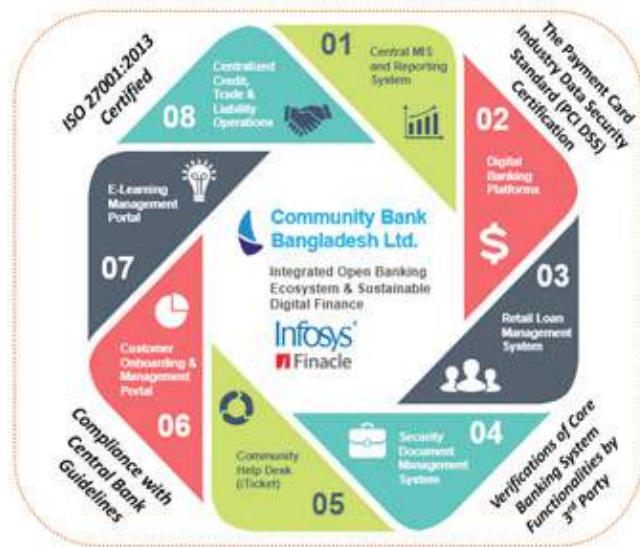 ISO 27001:2013
Certified
The Payment Card
Industry Data Security
Standard (PCI DSS)
Certification
01
Central MIS
and Reporting
System
02
Digital
Banking
Platforms
03
Retail Loan
Management
System
04
Security
Document
Management
System
05
Community
Help Desk
(iTicket)
06
Customer
Onboarding &
Management
Portal
07
E-Learning
Management
Portal
08
Centralized
Credit,
Trade &
Liability
Operations
Community Bank
Bangladesh Ltd.
Integrated Open Banking
Ecosystem & Sustainable
Digital Finance
Infosys®
Finacle
Compliance with
Central Bank
Guidelines
Verifications of Core
Banking System
Functionalities by
3rd Party